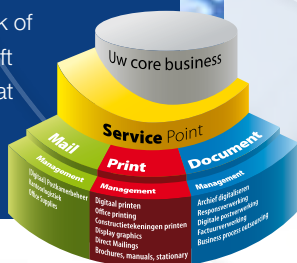 k of
ft
at
Uw core business
Service Point
Mail
Management
(Digitaal) Postkamerbeheer
Kantoorlogistiek
Office Supplies
Print
Management
Digitaal printen
Office printing
Constructietekeningen printen
Display graphics
Direct Mailings
Brochures, manuals, stationary
Document
Management
Archief digitaliseren
Responsverwerking
Digitale postverwerking
Factuurverwerking
Business process outsourcing